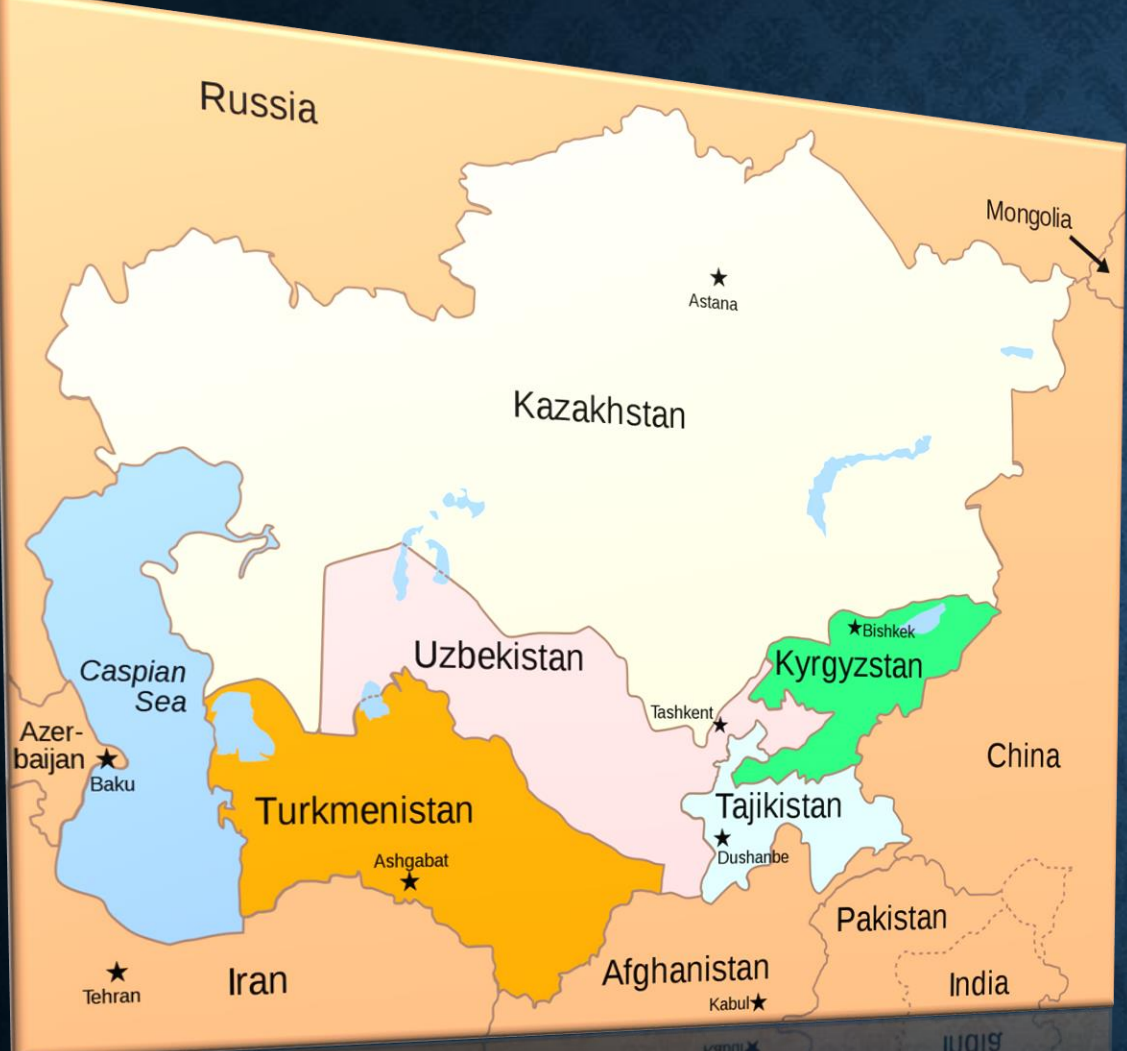 Russia
Mongolia
Astana
Kazakhstan
Bishkek
Uzbekistan
Kyrgyzstan
Caspian
Sea
Tashkent
Azer-
baijan
Baku
China
Turkmenistan
Tajikistan
Ashgabat
Dushanbe
Pakistan
Tehran
Iran
Afghanistan
India
Kabul